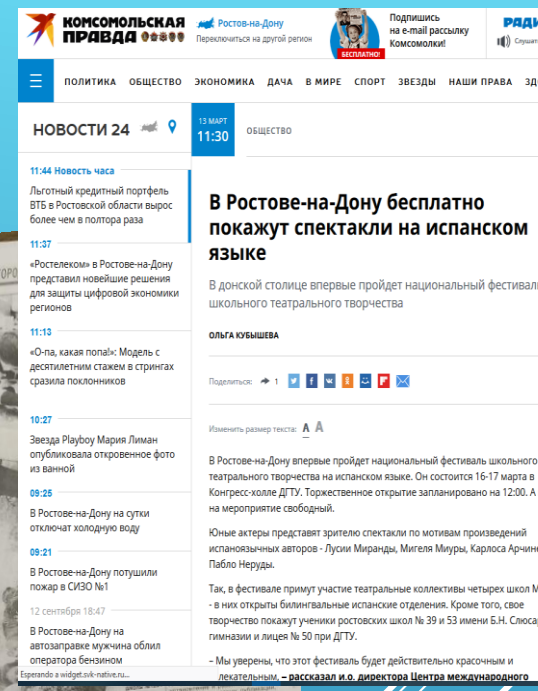 КОМСОМОЛЬСКАЯ
ПРАВДА
Ростов-на-Дону
Переключиться на другой регион
БЕСПЛАТНО!
Подпишись
на e-mail рассылку
Комсомолки!
ПОЛИТИКА ОБЩЕСТВО ЭКОНОМИКА ДАЧА В МИРЕ СПОРТ ЗВЕЗДЫ НАШИ ПРАВА
НОВОСТИ 24
13 МАРТ
11:30
ОБЩЕСТВО
11:44 Новость часа
Льготный кредитный портфель
ВТБ в Ростовской области вырос
более чем в полтора раза
11:37
«Ростелеком» в Ростове-на-Дону
представил новейшие решения
для защиты цифровой экономики
регионов
11:13
«О-па, какая попа!»: Модель с
десятилетним стажем в стрингах
сразила поклонников
10:27
Звезда Playboy Мария Лиман
опубликовала откровенное фото
из ванной
09:25
В Ростове-на-Дону на сутки
отключат холодную воду
09:21
В Ростове-на-Дону потушили
пожар в СИЗО №1
12 сентября 18:47
В Ростове-на-Дону на
автозаправке мужчина облил
оператора бензином
Esperando a widget.svk-native.ru...
В Ростове-на-Дону бесплатно
покажут спектакли на испанском
языке
В донской столице впервые пройдет национальный фестиваль
школьного театрального творчества
ОЛЬГА КУБЫШЕВА
Поделиться: 1
Изменить размер текста: A A
В Ростове-на-Дону впервые пройдет национальный фестиваль школьного
театрального творчества на испанском языке. Он состоится 16-17 марта в
Конгресс-холле ДГТУ. Торжественное открытие запланировано на 12:00. А
на мероприятие свободный.
Юные актеры представят зрителю спектакли по мотивам произведений
испаноязычных авторов - Лусии Миранды, Мигеля Миуры, Карлоса
Пабло Неруды.
Так, в фестивале примут участие театральные коллективы четырех школ
- в них открыты билингвальные испанские отделения. Кроме того, свое
творчество покажут ученики ростовских школ № 39 и 53 имени Б.Н.
гимназии и лицея № 50 при ДГТУ.
– Мы уверены, что этот фестиваль будет действительно красочным и
лекательным, – рассказал и.о. директора Центра международного